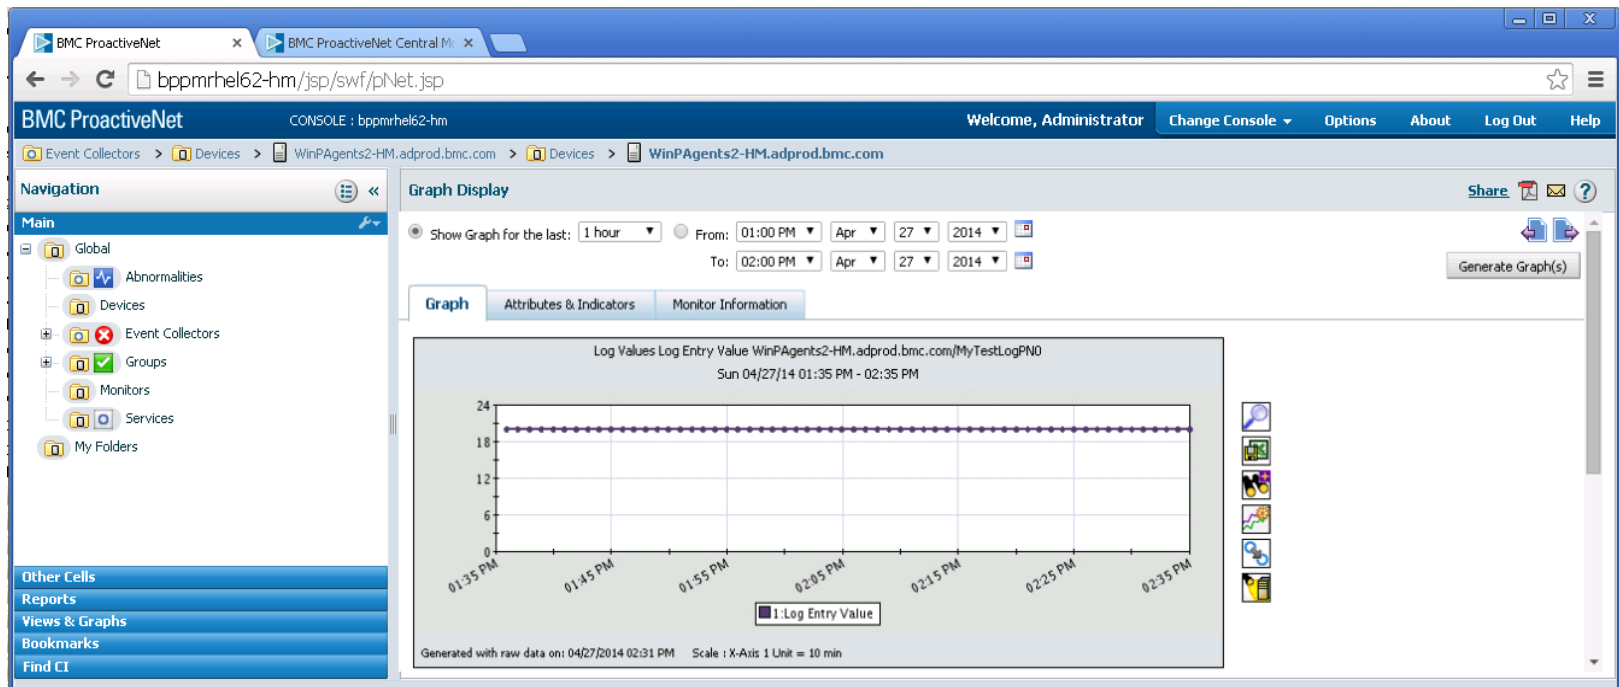 BMC ProactiveNet
BMC ProactiveNet Central Mo
bppmrhel62-hm/jsp/swf/pNet.jsp
BMC ProactiveNet CONSOLE : bppmrhel62-hm Welcome, Administrator Change Console Options About Log Out Help
Event Collectors > Devices > WinPAgents2-HM.adprod.bmc.com > Devices > WinPAgents2-HM.adprod.bmc.com
Navigation «
Main
Global
Abnormalities
Devices
Event Collectors
Groups
Monitors
Services
My Folders
Other Cells
Reports
Views & Graphs
Bookmarks
Find CI
Graph Display
Share
Show Graph for the last: 1 hour From: 01:00 PM Apr 27 2014
To: 02:00 PM Apr 27 2014
Generate Graph(s)
Graph Attributes & Indicators Monitor Information
Log Values Log Entry Value WinPAgents2-HM.adprod.bmc.com/MyTestLogPN0
Sun 04/27/14 01:35 PM - 02:35 PM
24
18
12
6
0
01:35 PM 01:45 PM 01:55 PM 02:05 PM 02:15 PM 02:25 PM 02:35 PM
1:Log Entry Value
Generated with raw data on: 04/27/2014 02:31 PM Scale : X-Axis 1 Unit = 10 min